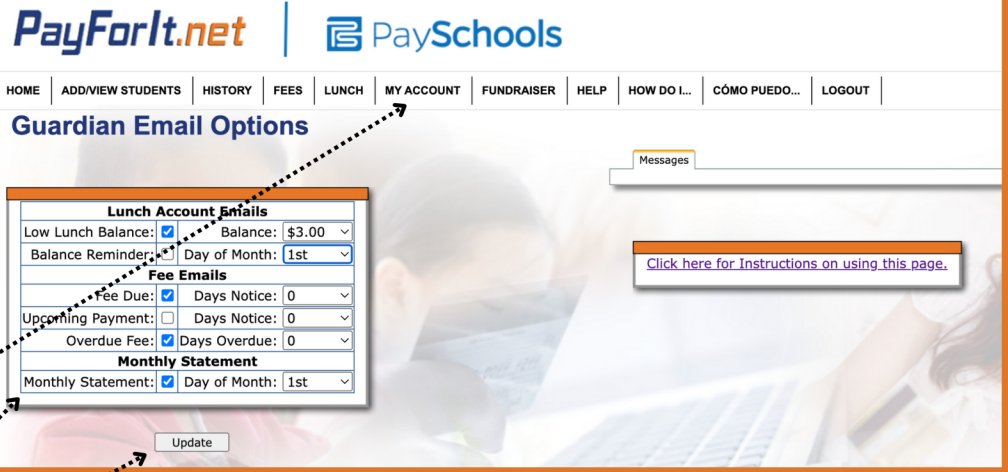 PayForIt.net PaySchools
HOME ADD/VIEW STUDENTS HISTORY FEES LUNCH MY ACCOUNT FUNDRAISER HELP HOW DO I... CÓMO PUEDO... LOGOUT
Guardian Email Options
Messages
Lunch Account Emails
Low Lunch Balance: Balance: $3.00
Balance Reminder: Day of Month: 1st
Fee Emails
Fee Due: Days Notice: 0
Upcoming Payment: Days Notice: 0
Overdue Fee: Days Overdue: 0
Monthly Statement
Monthly Statement: Day of Month: 1st
Click here for Instructions on using this page.
Update